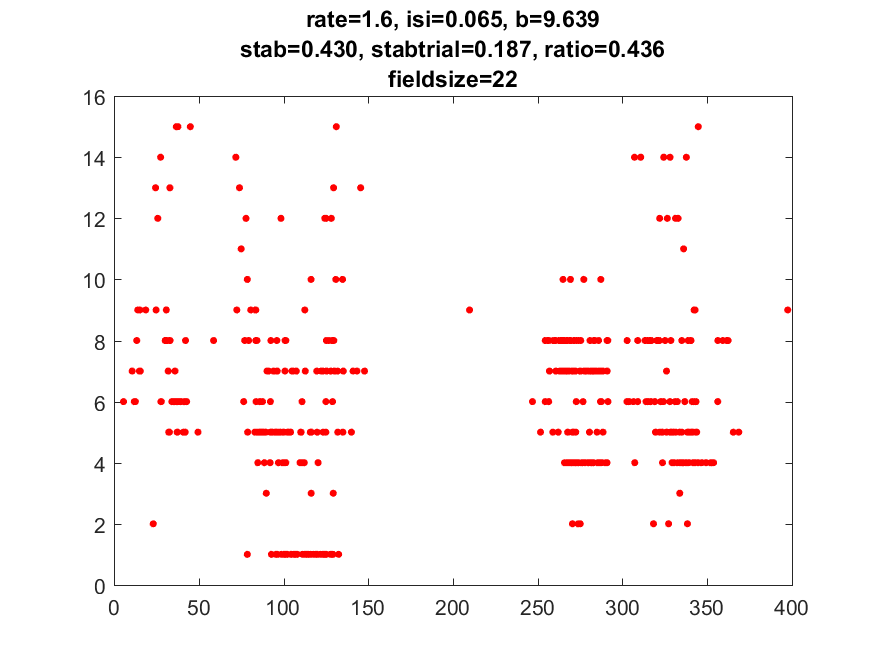 rate=1.6, isi=0.065, b=9.639
stab=0.430, stabtrial=0.187, ratio=0.436
fieldsize=22
16
14
12
10
8
6
4
2
0
0 50 100 150 200 250 300 350 400